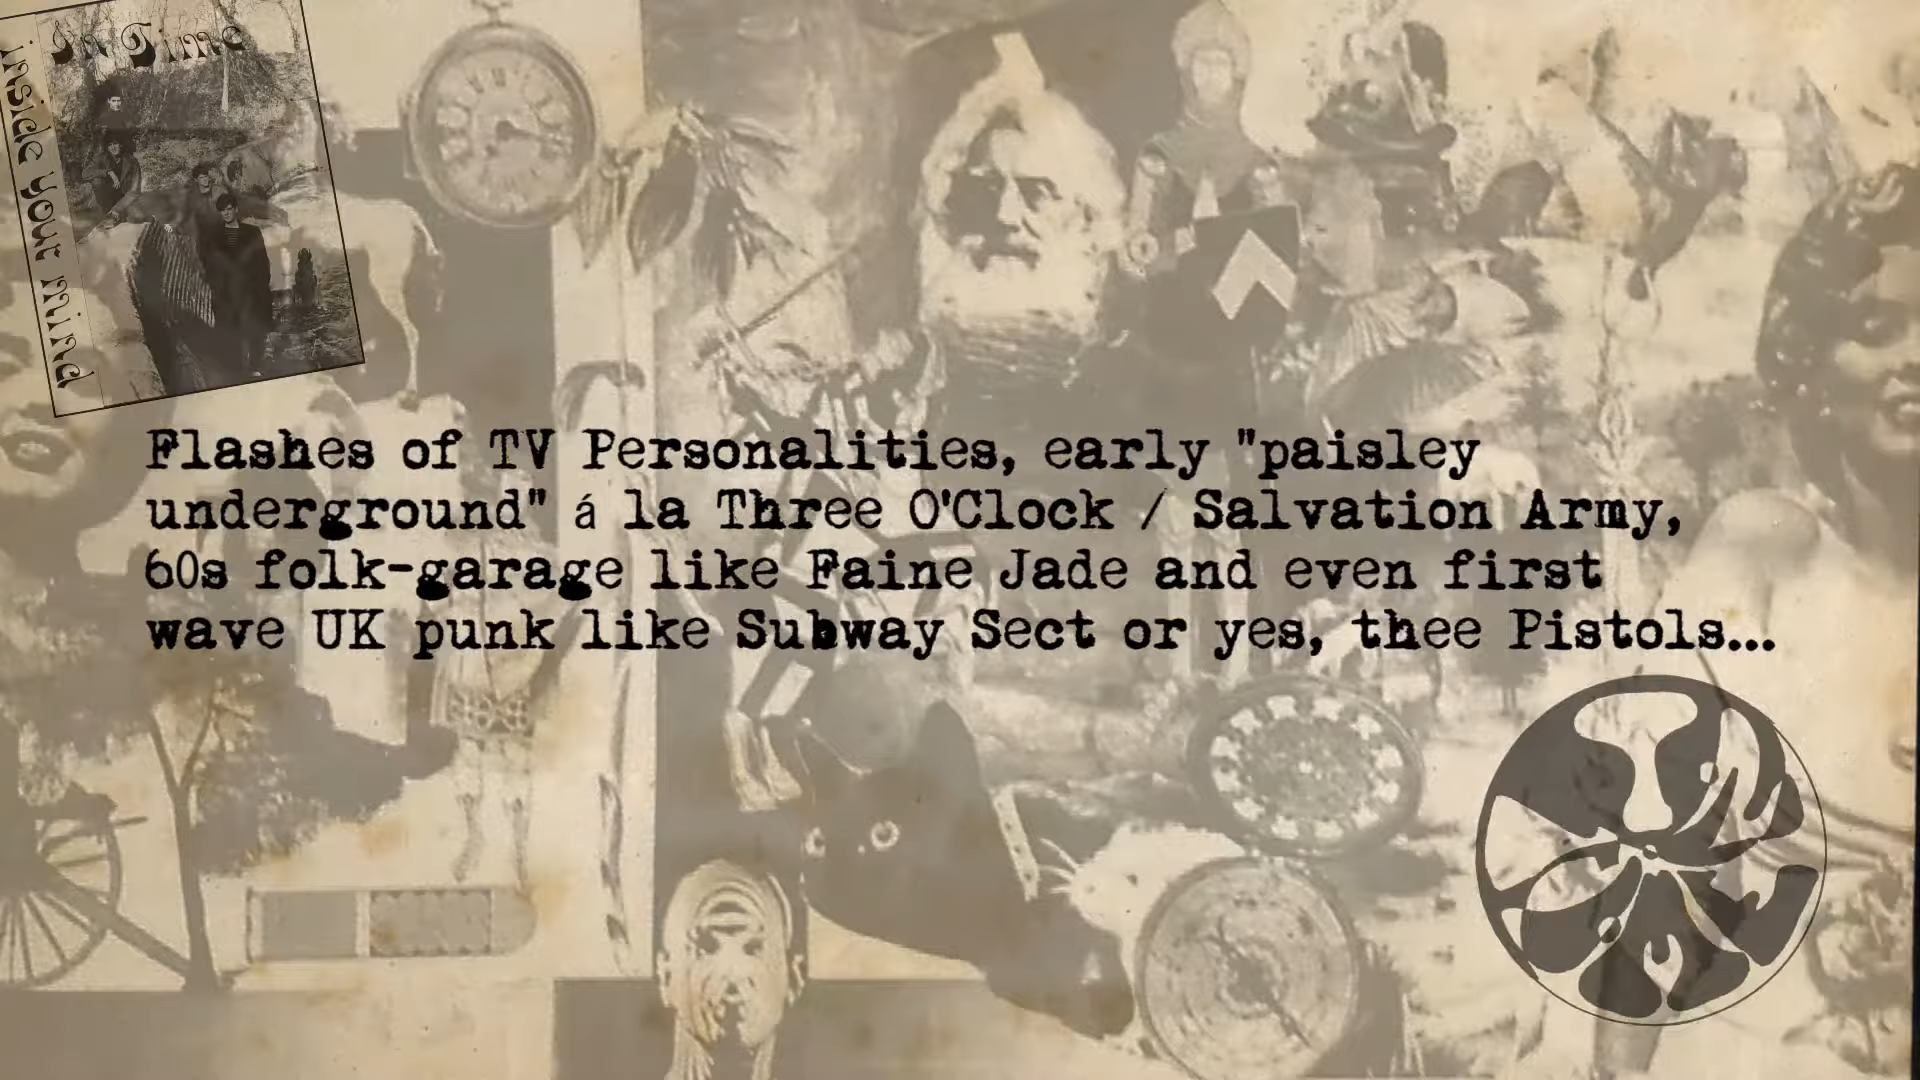 In Time
inside your mind
Flashes of TV Personalities, early "paisley
underground" á la Three O'Clock / Salvation Army,
60s folk-garage like Faine Jade and even first
wave UK punk like Subway Sect or yes, thee Pistols...